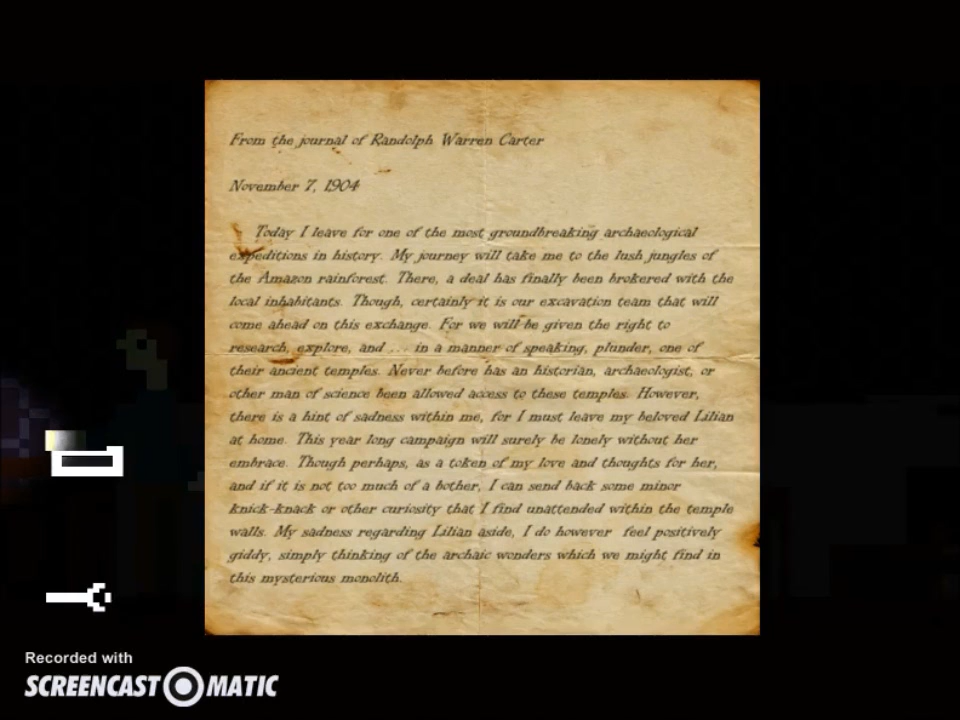 From the journal of Randolph Warren Carter
November 7, 1904
Today I leave for one of the most groundbreaking archaeological
expeditions in history. My journey will take me to the lush jungles of
the Amazon rainforest. There, a deal has finally been brokered with the
local inhabitants. Though, certainly it is our excavation team that will
come ahead on this exchange. For we will be given the right to
research, explore, and ... in a manner of speaking, plunder, one of
their ancient temples. Never before has an historian, archaeologist, or
other man of science been allowed access to these temples. However,
there is a hint of sadness within me, for I must leave my beloved Lilian
at home. This year long campaign will surely be lonely without her
embrace. Though perhaps, as a token of my love and thoughts for her,
and if it is not too much of a bother, I can send back some minor
knick-knack or other curiosity that I find unattended within the temple
walls. My sadness regarding Lilian aside, I do however feel positively
giddy, simply thinking of the archaic wonders which we might find in
this mysterious monolith.
Recorded with
SCREENCAST-O-MATIC